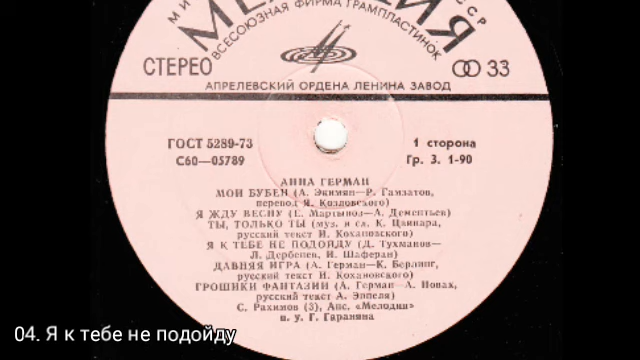 МЕЛОДИЯ
ВСЕСОЮЗНАЯ ФИРМА ГРАМПЛАСТИНОК
СТЕРЕО
33
АПРЕЛЕВСКИЙ ОРДЕНА ЛЕНИНА ЗАВОД
ГОСТ 5289-73
1 сторона
С60—05789
Гр. 3. 1-90
АННА ГЕРМАН
МОЙ БУБЕН (А. Экимян—Р. Гамзатов,
перевод Я. Козловского)
Я ЖДУ ВЕСНУ (Е. Мартынов—А. Дементьев)
ТЫ, ТОЛЬКО ТЫ (муз. и сл. К. Цвинара,
русский текст И. Кохановского)
Я К ТЕБЕ НЕ ПОДОЙДУ (Д. Тухманов—
Л. Дербенев, И. Шаферан)
ДАВНЯЯ ИГРА (А. Герман—К. Берлинг,
русский текст И. Кохановского)
ГРОШИКИ ФАНТАЗИИ (А. Герман—А. Новак,
русский текст А. Эппеля)
С. Рахимов (3), Анс. «Мелодия»
п. у. Г. Гараняна
04. Я к тебе не подойду